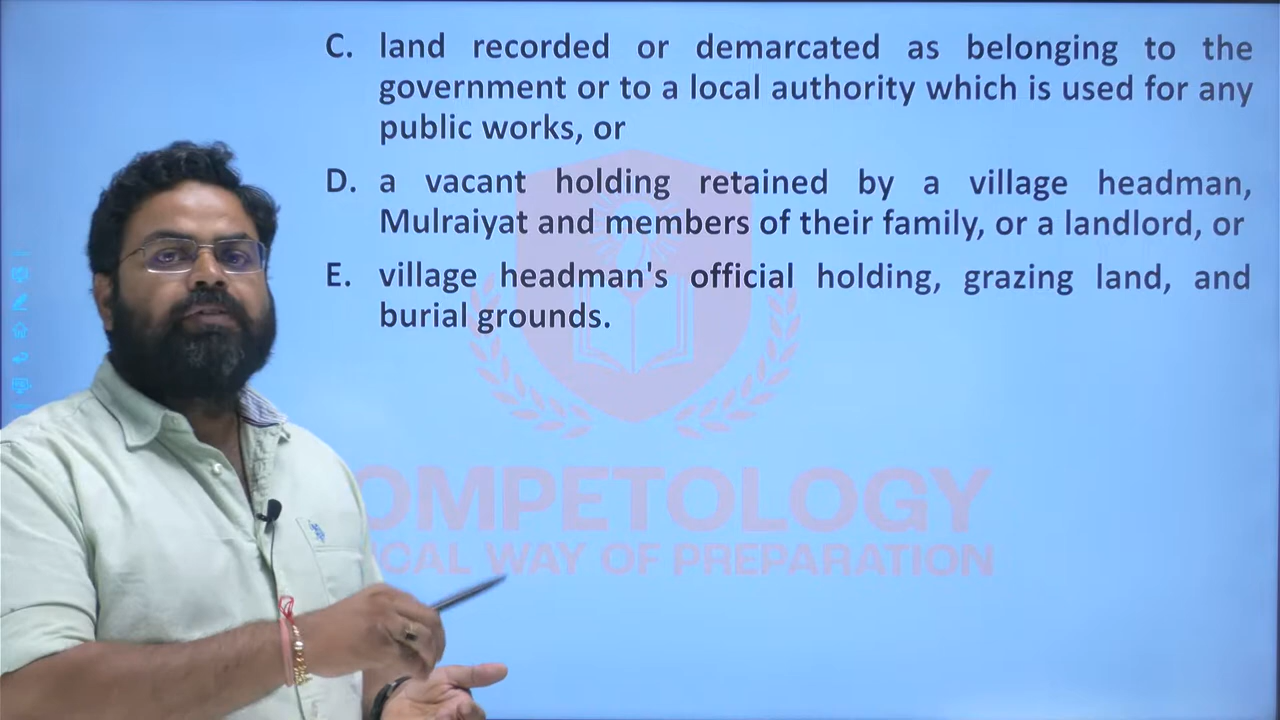 C. land recorded or demarcated as belonging to the
government or to a local authority which is used for any
public works, or
D. a vacant holding retained by a village headman,
Mulraiyat and members of their family, or a landlord, or
E. village headman's official holding, grazing land, and
burial grounds.
OMPETOLOGY
ICAL WAY OF PREPARATION